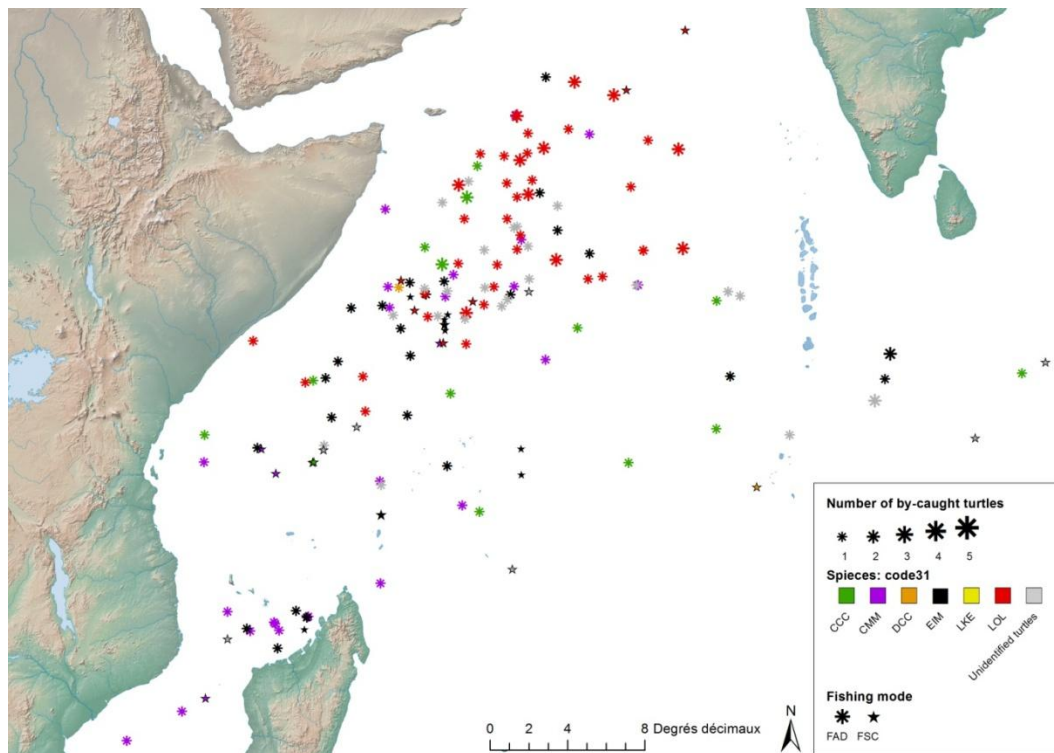 Number of by-caught turtles
1 2 3 4 5
Spieces: code31
CCC CMM DCC EIM LKE LOL Unidentified turtles
Fishing mode
FAD FSC
N
0 2 4 8 Degrés décimaux